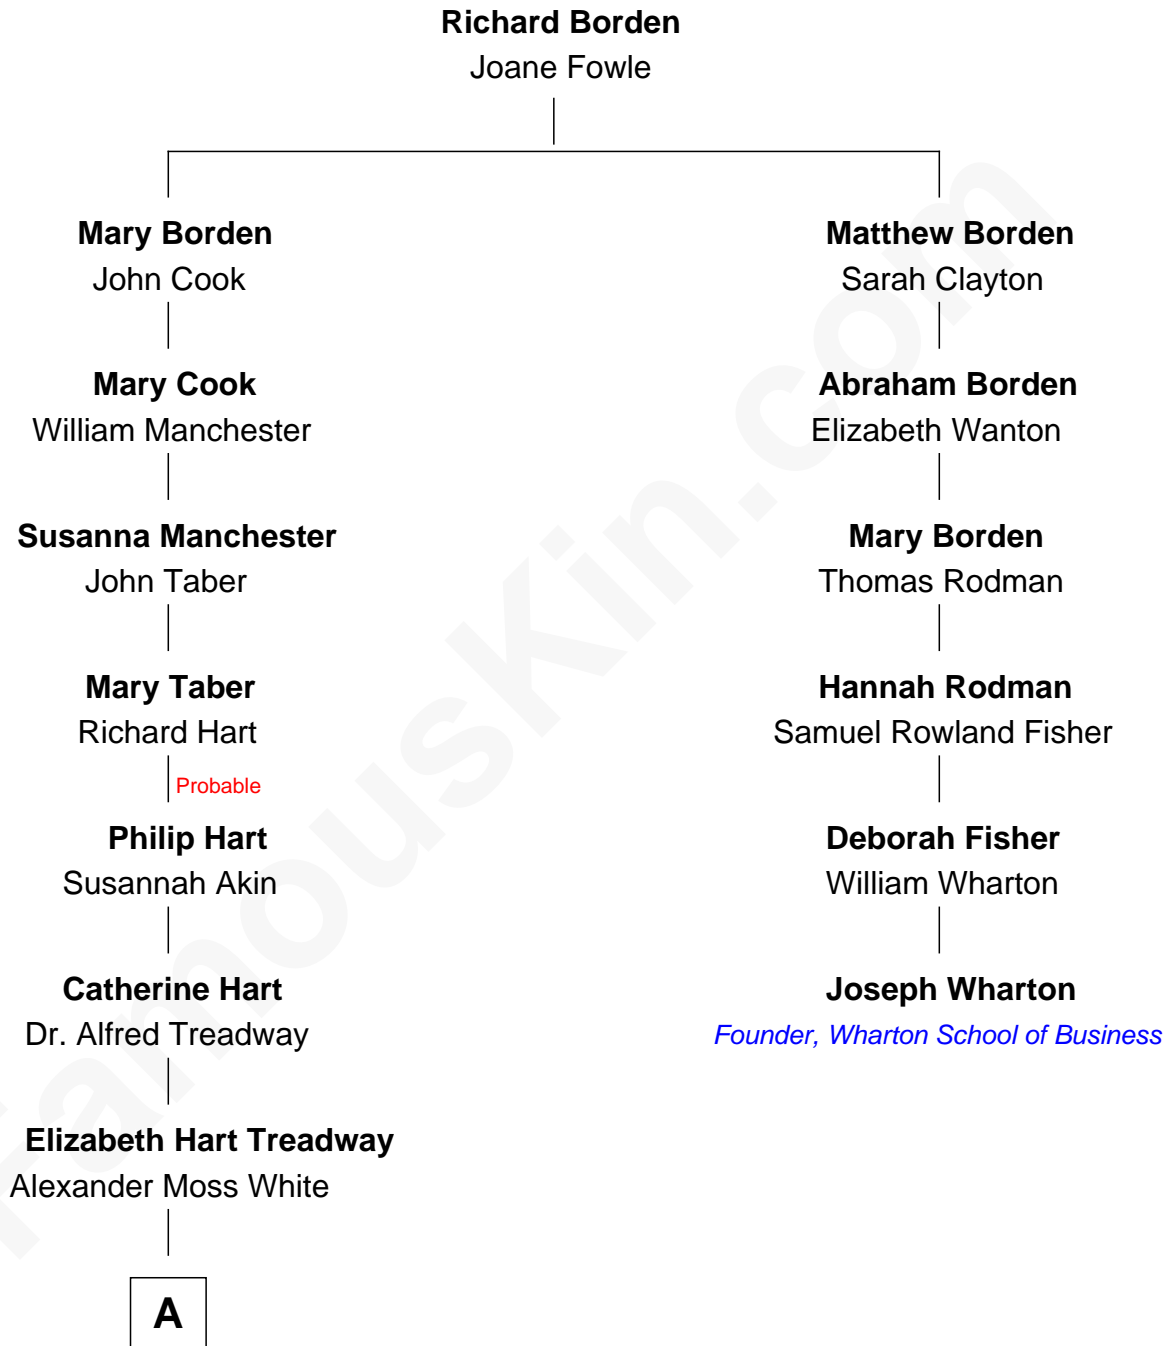 Richard Borden
Joane Fowle
Mary Borden
John Cook
Matthew Borden
Sarah Clayton
Mary Cook
William Manchester
Abraham Borden
Elizabeth Wanton
Susanna Manchester
John Taber
Mary Borden
Thomas Rodman
Mary Taber
Richard Hart
Hannah Rodman
Samuel Rowland Fisher
Probable
Philip Hart
Susannah Akin
Deborah Fisher
William Wharton
Catherine Hart
Dr. Alfred Treadway
Joseph Wharton
Founder, Wharton School of Business
Elizabeth Hart Treadway
Alexander Moss White
A
FamousKin.com